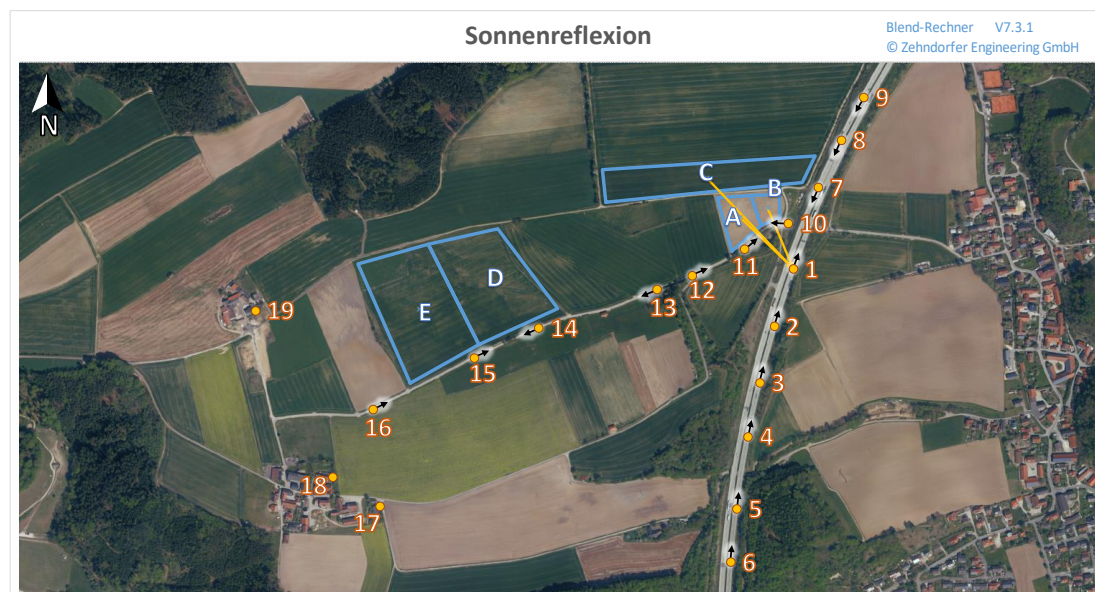 Sonnenreflexion
Blend-Rechner V7.3.1
© Zehndorfer Engineering GmbH
N
9
8
C
B
7
A
10
11
1
D
12
13
E
19
14
2
15
3
16
4
18
17
5
6